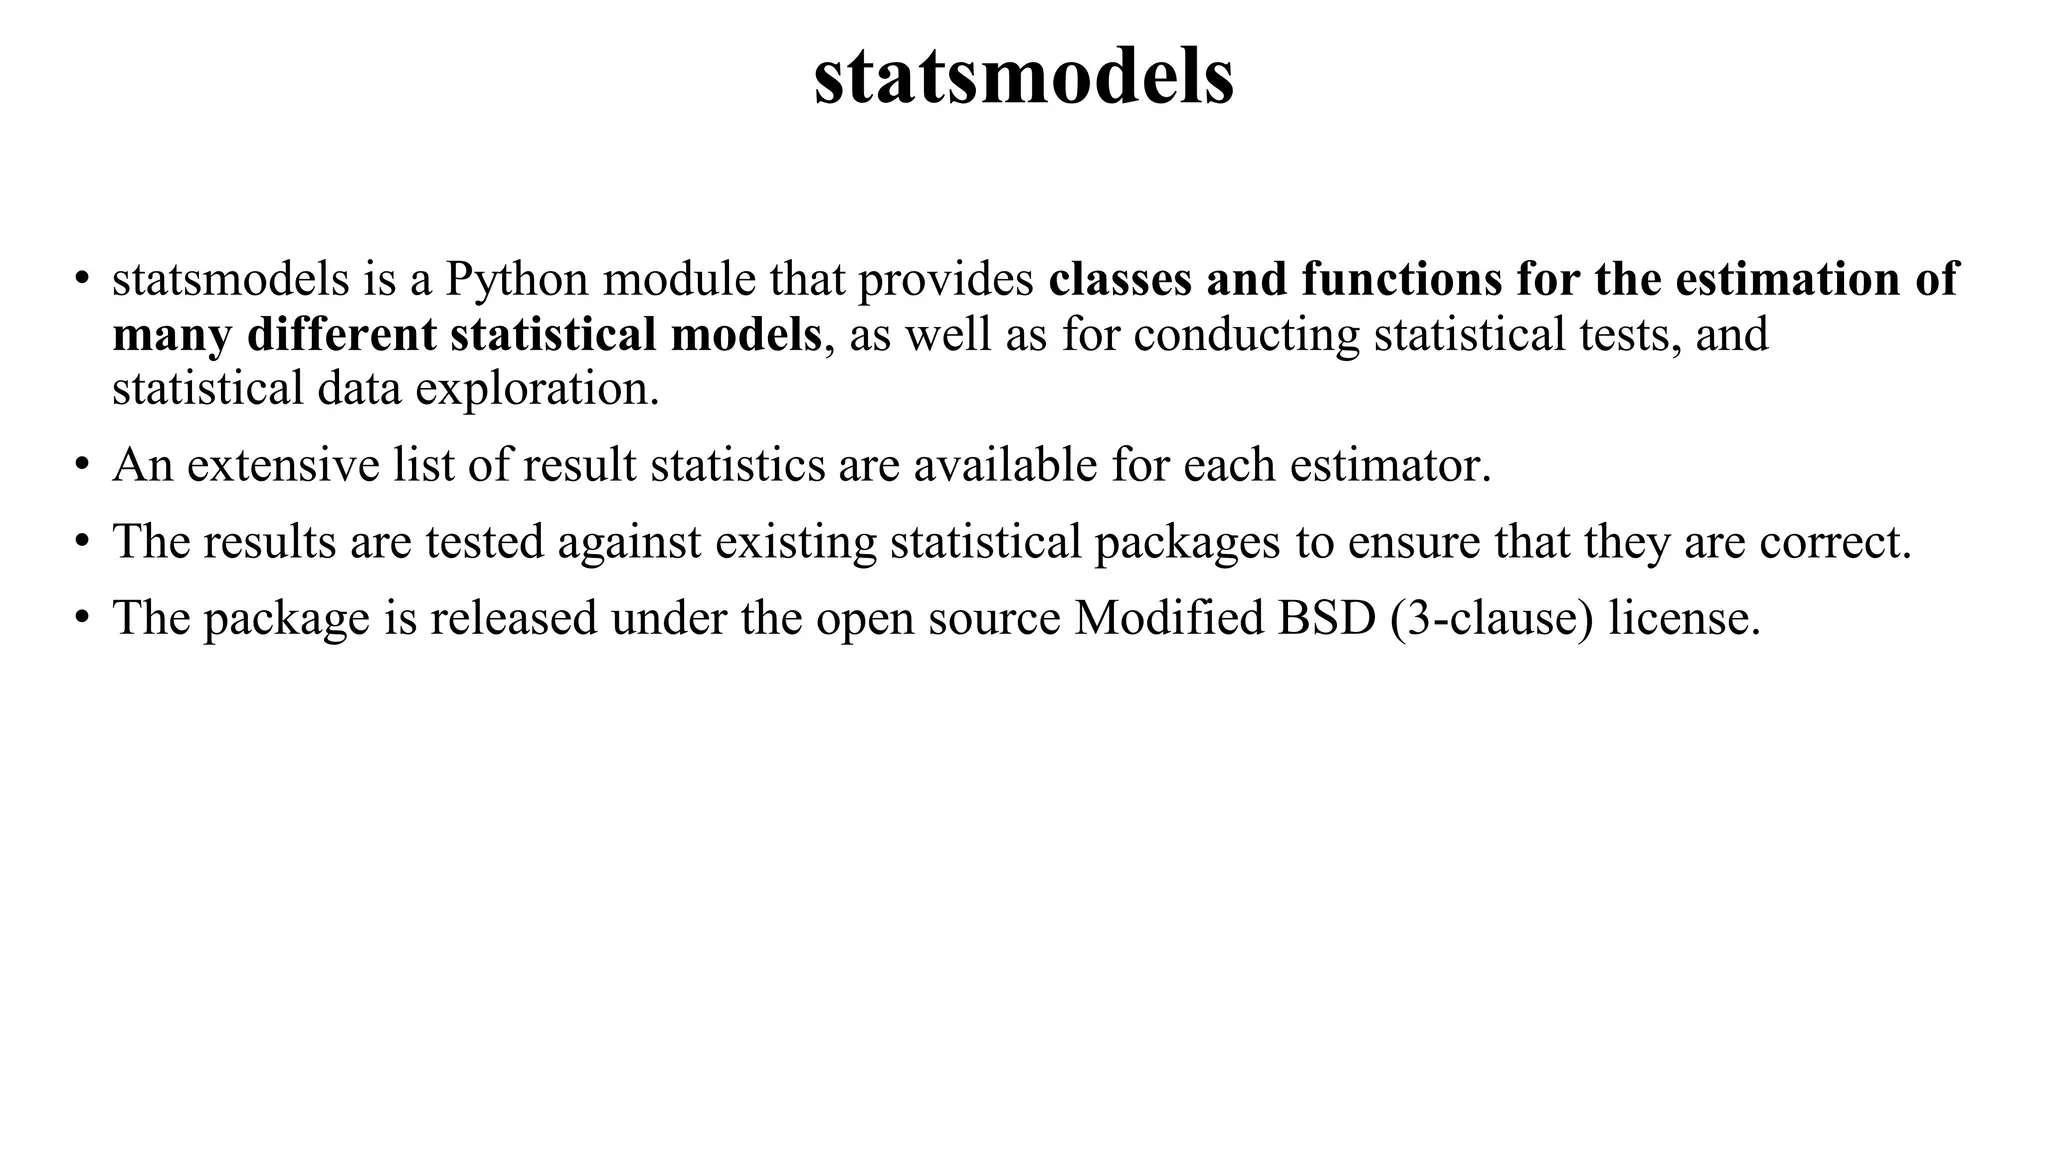 statsmodels
• statsmodels is a Python module that provides classes and functions for the estimation of
many different statistical models, as well as for conducting statistical tests, and
statistical data exploration.
• An extensive list of result statistics are available for each estimator.
• The results are tested against existing statistical packages to ensure that they are correct.
• The package is released under the open source Modified BSD (3-clause) license.